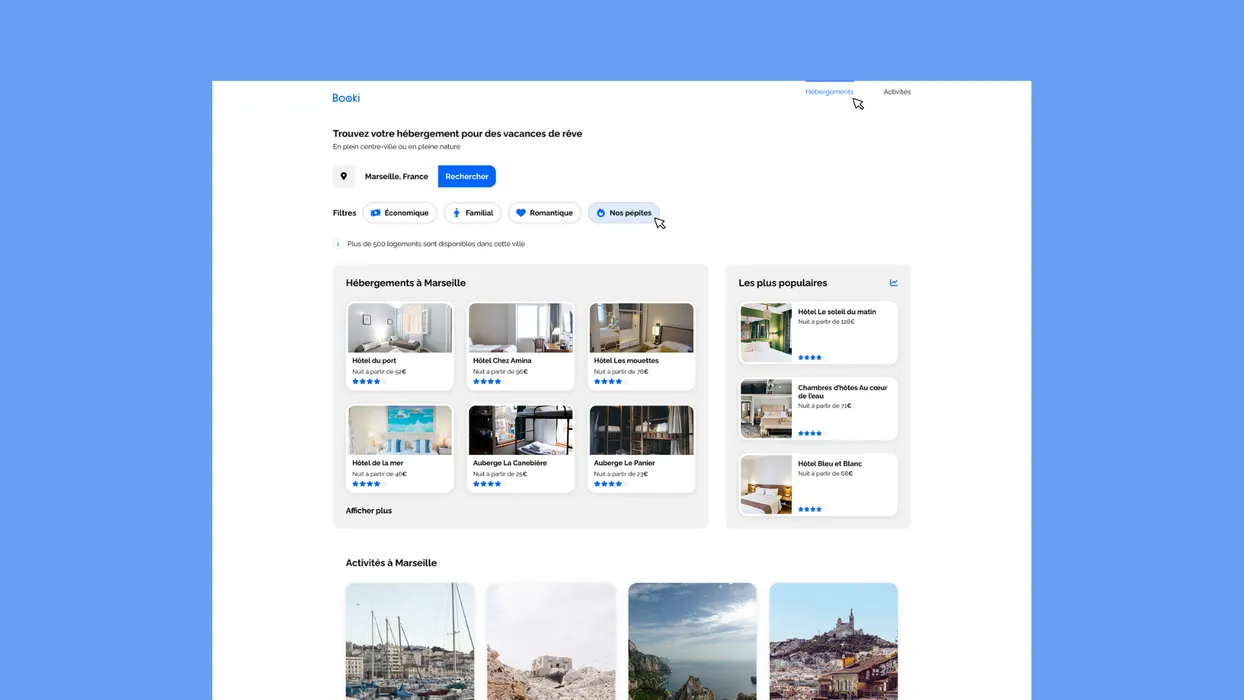 Booki
Hébergements
Activités
Trouvez votre hébergement pour des vacances de rêve
En plein centre-ville ou en pleine nature
Marseille, France
Rechercher
Filtres
Économique
Familial
Romantique
Nos pépites
Plus de 500 logements sont disponibles dans cette ville
Hébergements à Marseille
Hôtel du port
Nuit à partir de 52€
Hôtel Chez Amina
Nuit à partir de 96€
Hôtel Les mouettes
Nuit à partir de 76€
Hôtel de la mer
Nuit à partir de 46€
Auberge La Canebière
Nuit à partir de 25€
Auberge Le Panier
Nuit à partir de 23€
Afficher plus
Les plus populaires
Hôtel Le soleil du matin
Nuit à partir de 128€
Chambres d'hôtes Au cœur
de l'eau
Nuit à partir de 71€
Hôtel Bleu et Blanc
Nuit à partir de 68€
Activités à Marseille